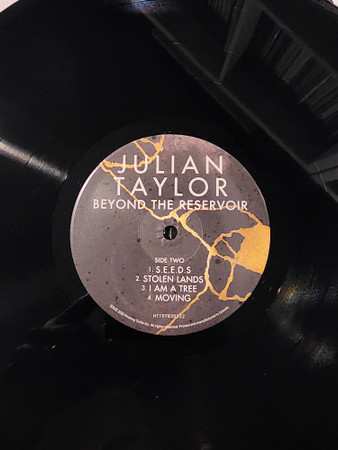 JULIAN
TAYLOR
BEYOND THE RESERVOIR
SIDE TWO
1. S.E.E.D.S
2. STOLEN LANDS
3. I AM A TREE
4. MOVING